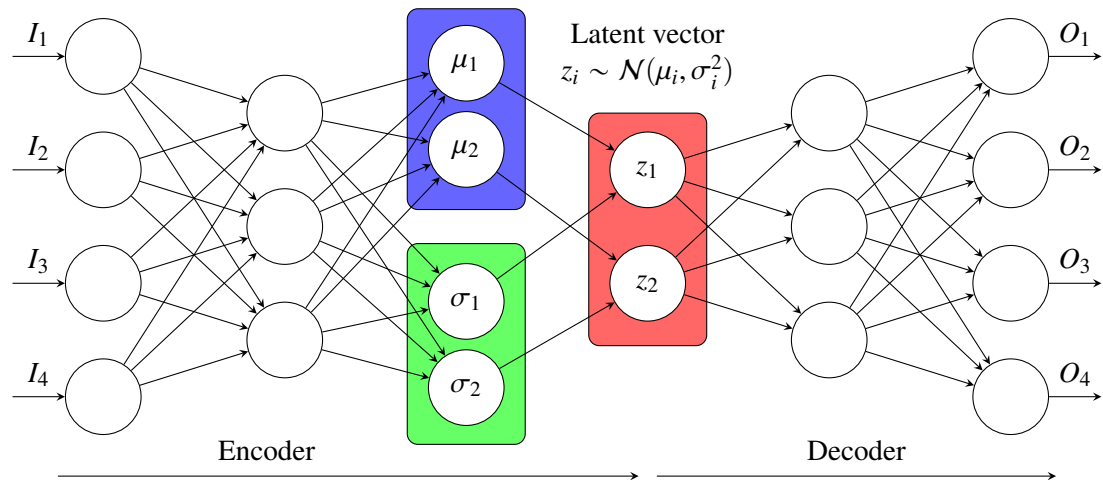 I₁
I₂
I₃
I₄
μ₁
μ₂
σ₁
σ₂
Latent vector
zᵢ ∼ 𝒩(μᵢ, σᵢ²)
z₁
z₂
O₁
O₂
O₃
O₄
Encoder
Decoder